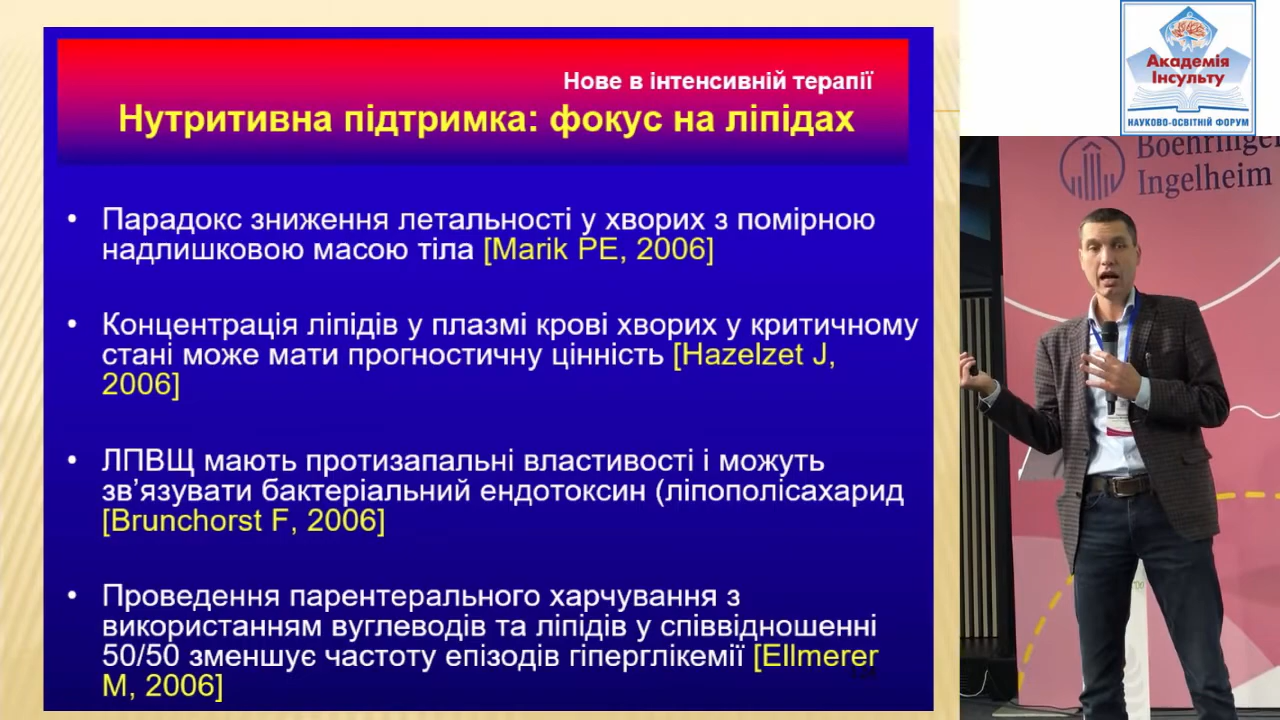 Нове в інтенсивній терапії
Нутритивна підтримка: фокус на ліпідах
• Парадокс зниження летальності у хворих з помірною
надлишковою масою тіла [Marik PE, 2006]
• Концентрація ліпідів у плазмі крові хворих у критичному
стані може мати прогностичну цінність [Hazelzet J,
2006]
• ЛПВЩ мають протизапальні властивості і можуть
зв’язувати бактеріальний ендотоксин (ліпополісахарид
[Brunchorst F, 2006]
• Проведення парентерального харчування з
використанням вуглеводів та ліпідів у співвідношенні
50/50 зменшує частоту епізодів гіперглікемії [Ellmerer
M, 2006]
Академія
Інсульту
НАУКОВО-ОСВІТНІЙ ФОРУМ
Boehringer
Ingelheim